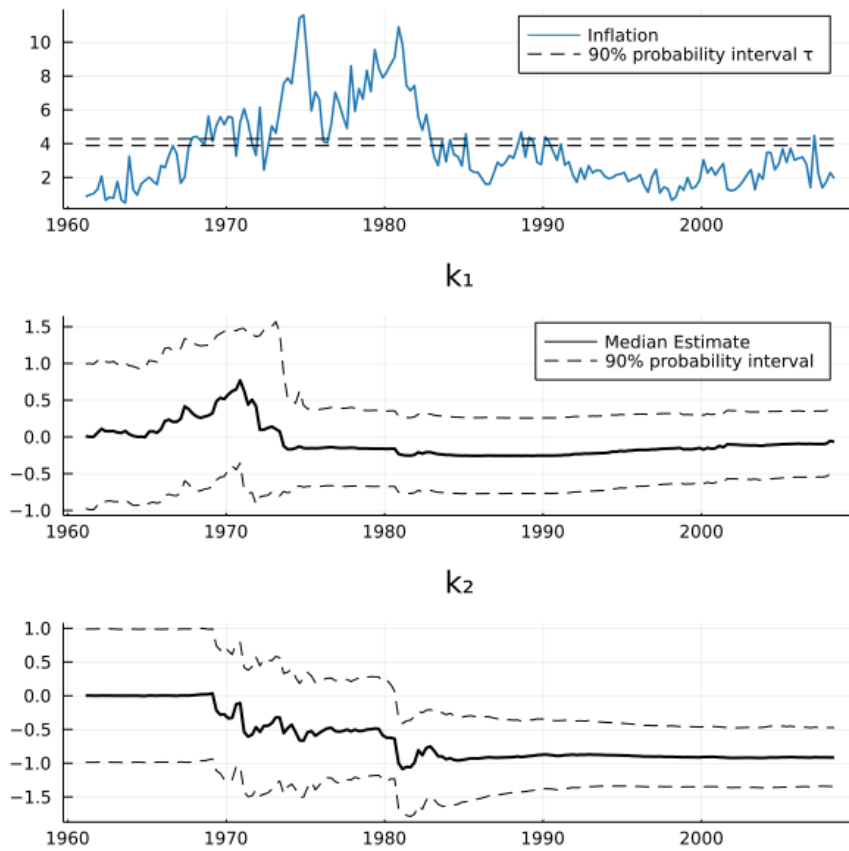 Inflation
90% probability interval τ
10
8
6
4
2
1960 1970 1980 1990 2000
k₁
Median Estimate
90% probability interval
1.5
1.0
0.5
0.0
−0.5
−1.0
1960 1970 1980 1990 2000
k₂
1.0
0.5
0.0
−0.5
−1.0
−1.5
1960 1970 1980 1990 2000